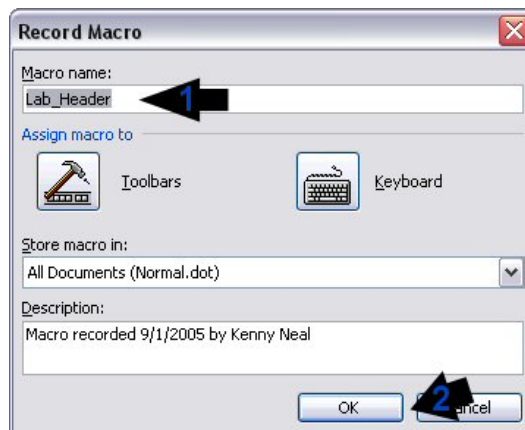 Record Macro
Macro name:
Lab_Header
1
Assign macro to
Toolbars
Keyboard
Store macro in:
All Documents (Normal.dot)
Description:
Macro recorded 9/1/2005 by Kenny Neal
OK
2